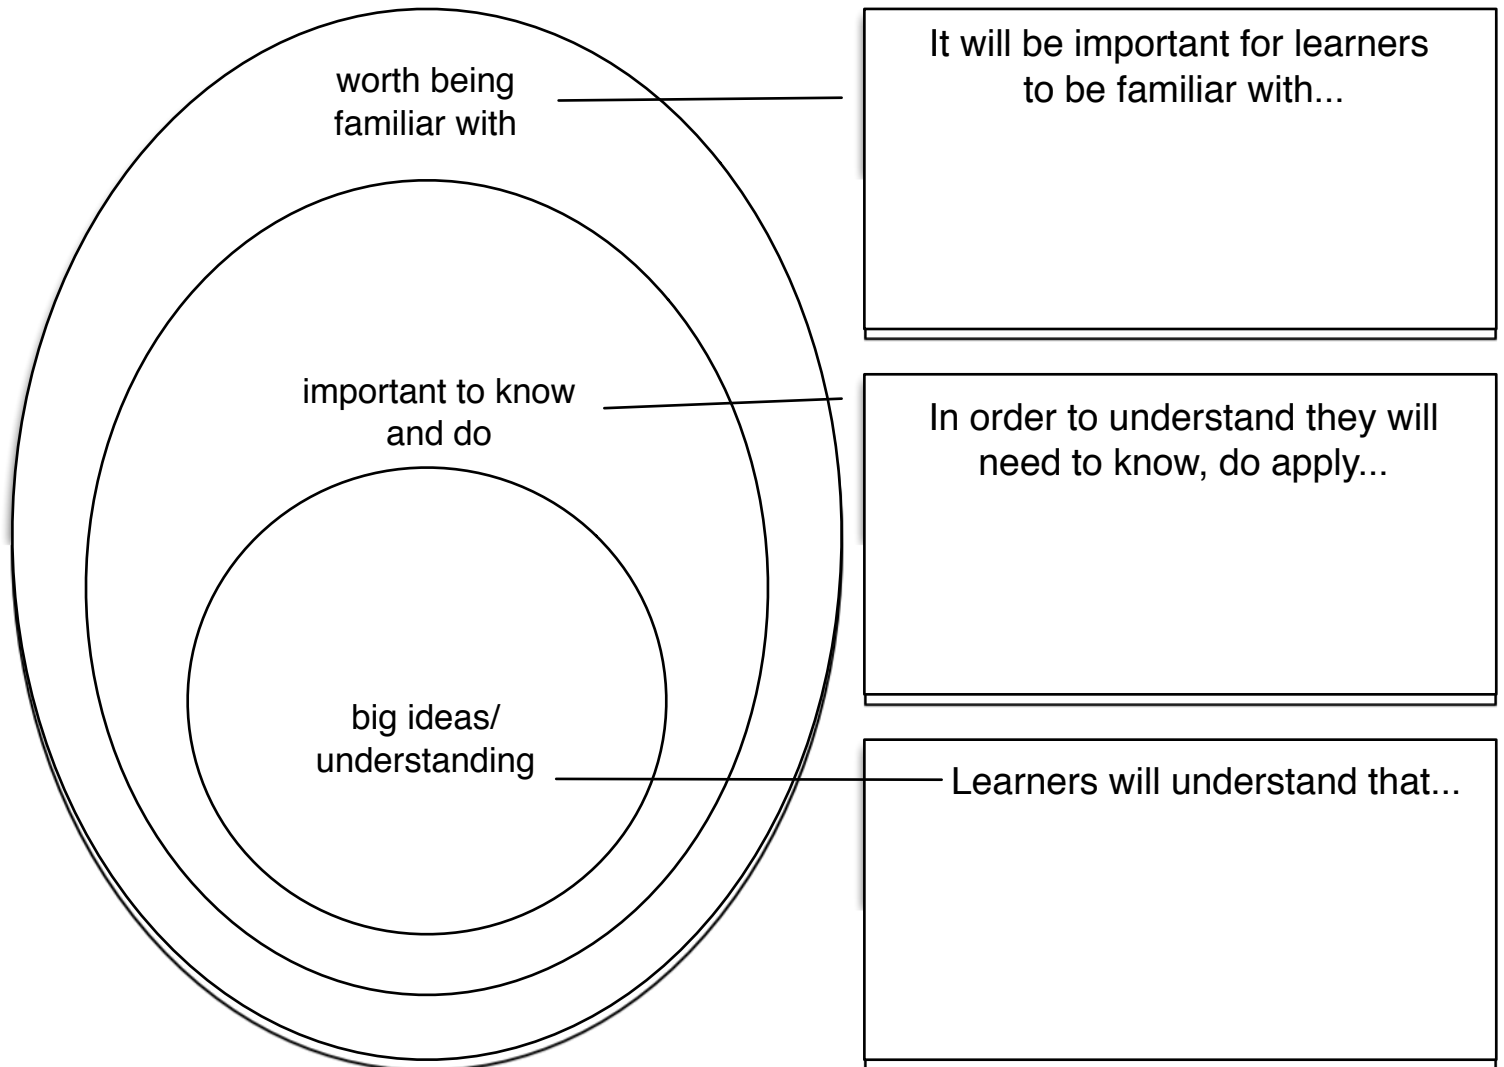 worth being
familiar with
It will be important for learners
to be familiar with...
important to know
and do
In order to understand they will
need to know, do apply...
big ideas/
understanding
Learners will understand that...